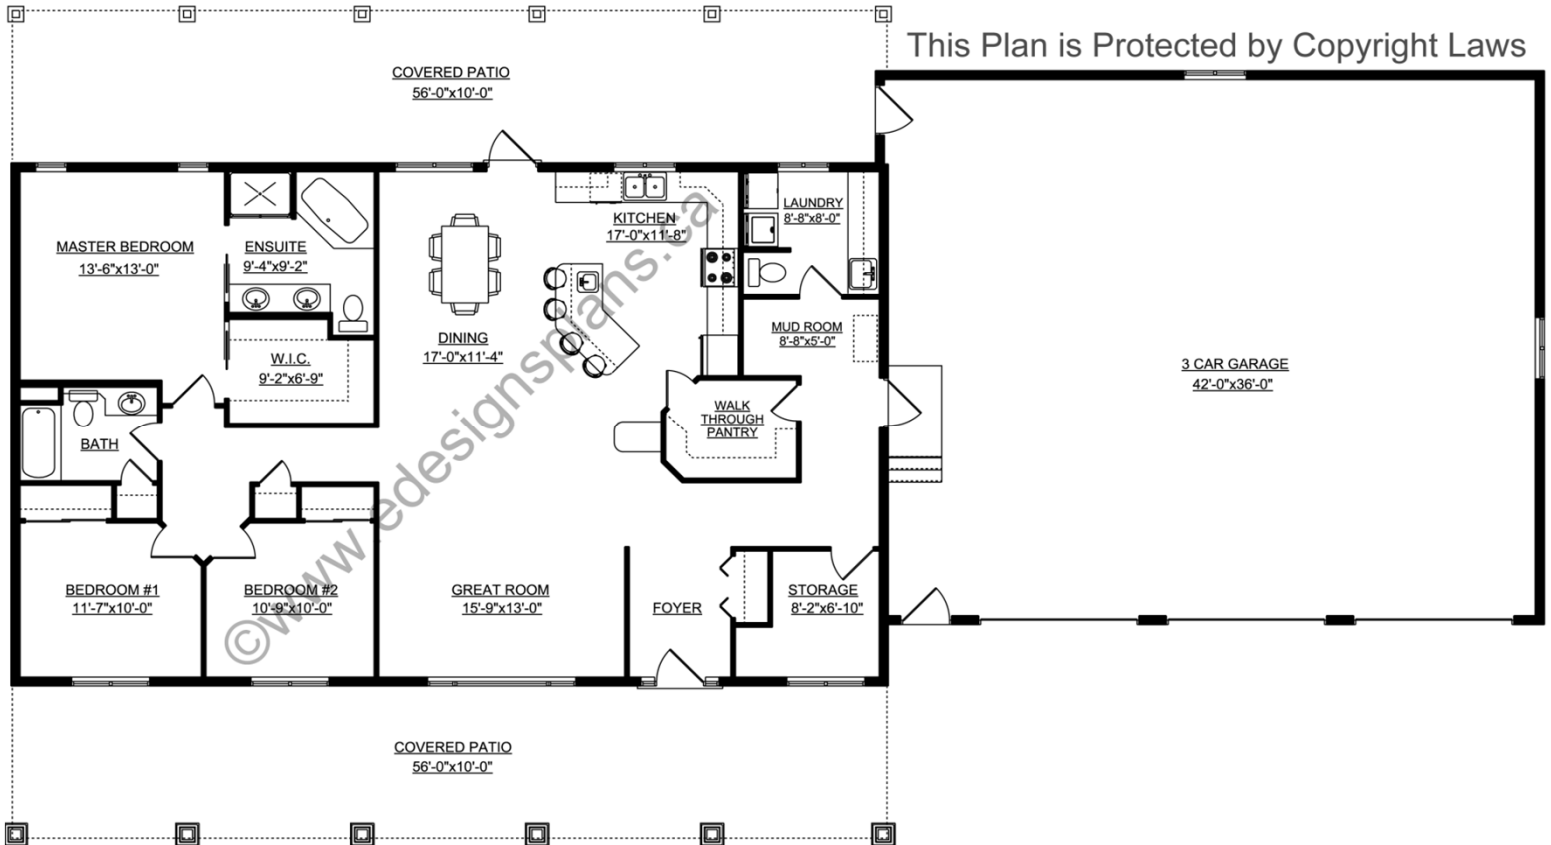 This Plan is Protected by Copyright Laws
COVERED PATIO
56'-0"x10'-0"
MASTER BEDROOM
13'-6"x13'-0"
ENSUITE
9'-4"x9'-2"
W.I.C.
9'-2"x6'-9"
DINING
17'-0"x11'-4"
KITCHEN
17'-0"x11'-8"
LAUNDRY
8'-8"x8'-0"
MUD ROOM
8'-8"x5'-0"
3 CAR GARAGE
42'-0"x36'-0"
WALK
THROUGH
PANTRY
BATH
BEDROOM #1
11'-7"x10'-0"
BEDROOM #2
10'-9"x10'-0"
GREAT ROOM
15'-9"x13'-0"
FOYER
STORAGE
8'-2"x6'-10"
COVERED PATIO
56'-0"x10'-0"
©www.edesignsplans.ca